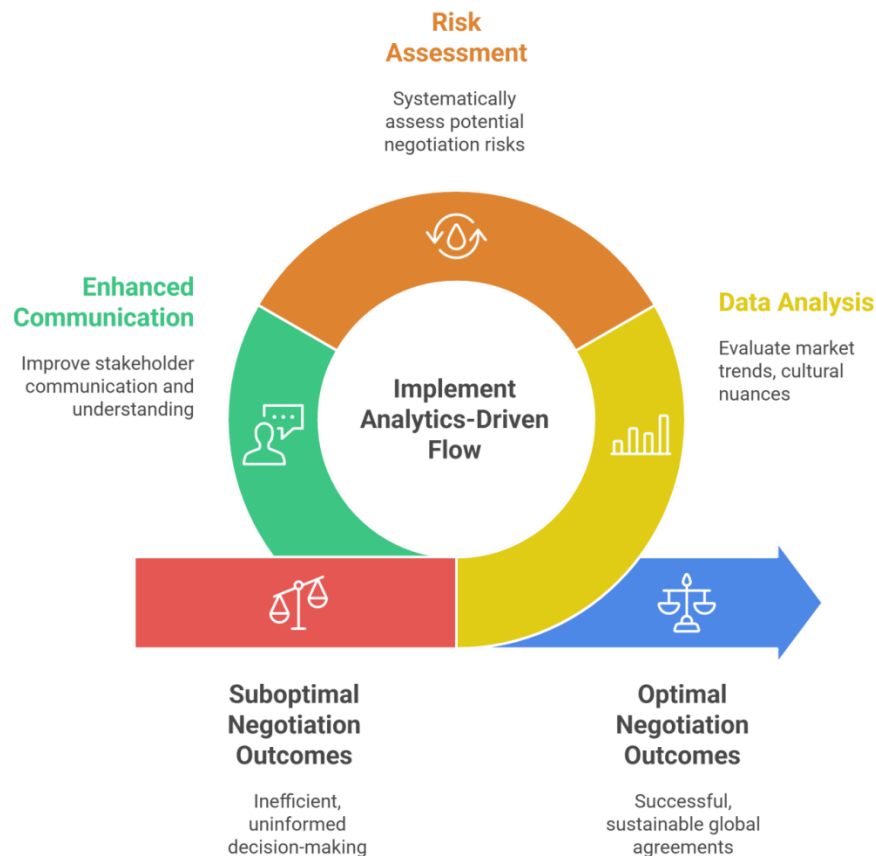 Risk
Assessment
Systematically
assess potential
negotiation risks
Enhanced
Communication
Improve stakeholder
communication and
understanding
Data Analysis
Evaluate market
trends, cultural
nuances
Implement
Analytics-Driven
Flow
Suboptimal
Negotiation
Outcomes
Inefficient,
uninformed
decision-making
Optimal
Negotiation
Outcomes
Successful,
sustainable global
agreements